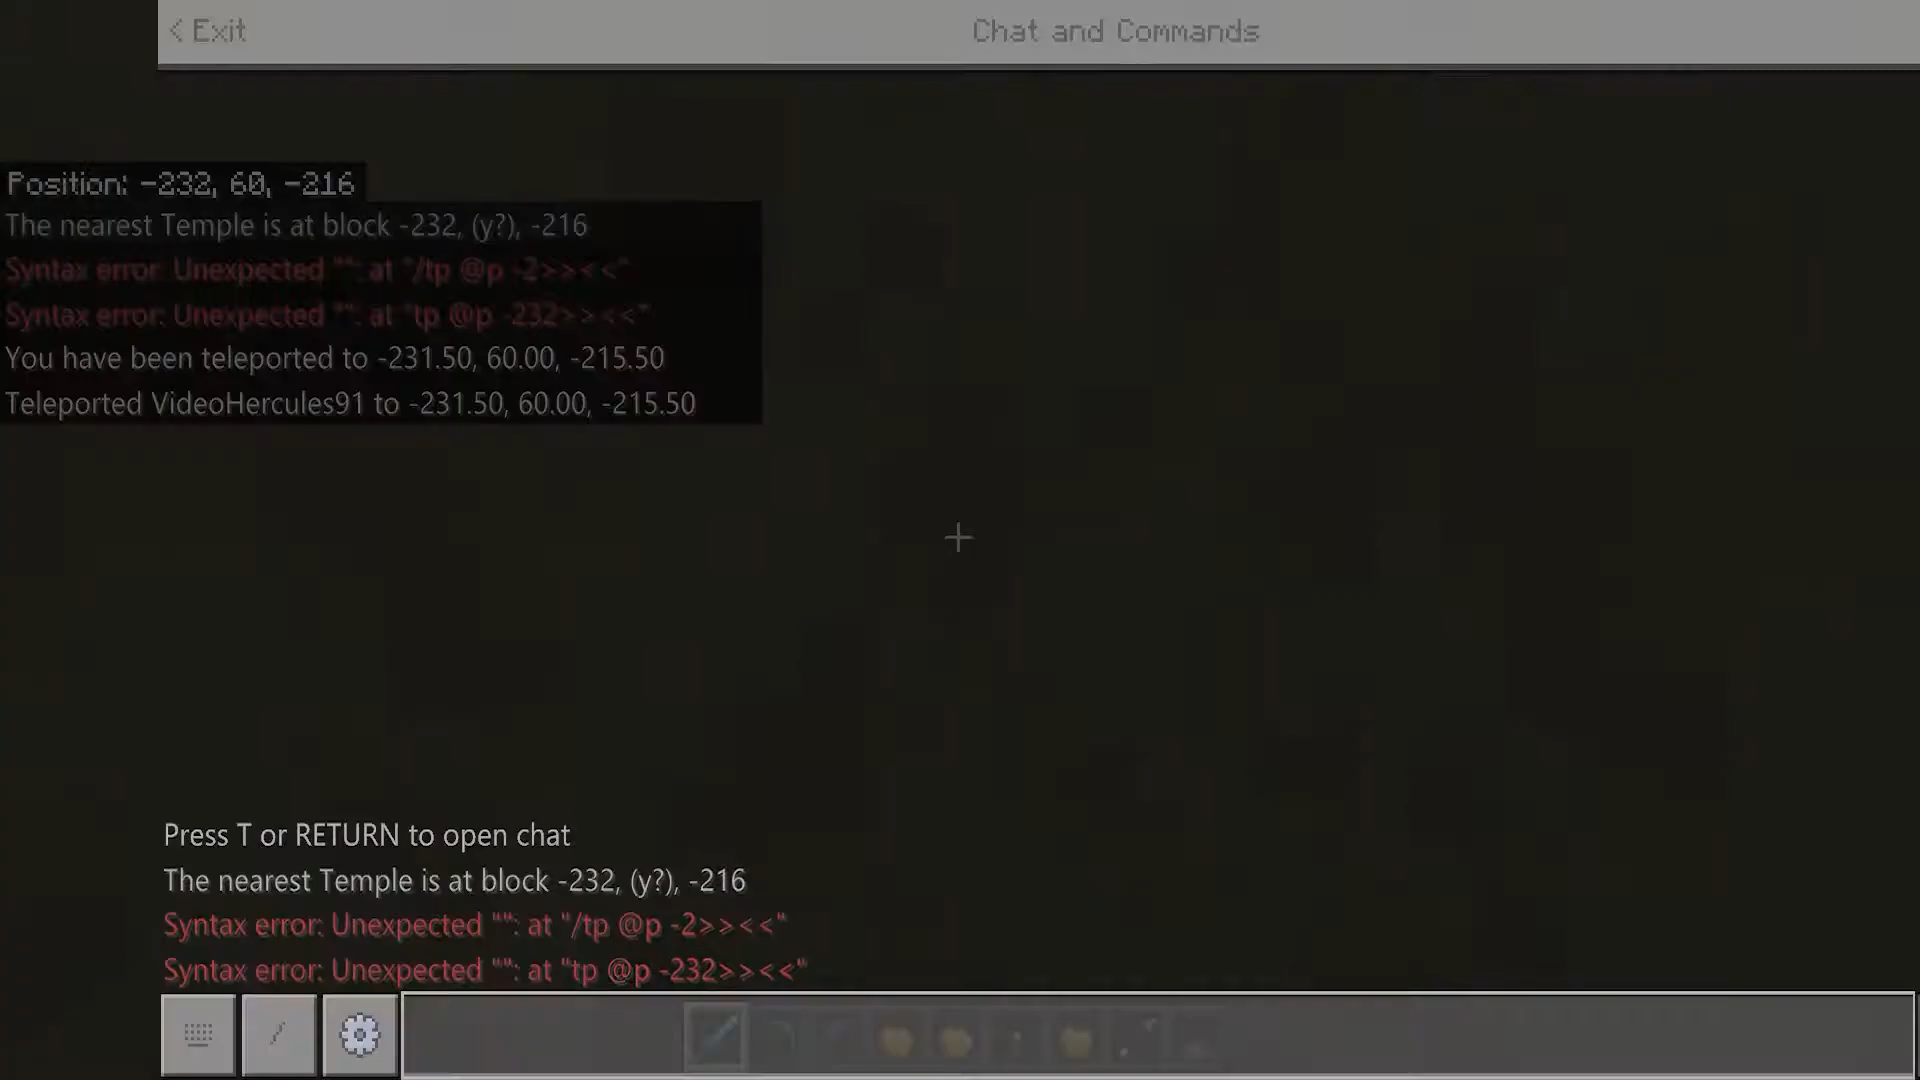 < Exit
Chat and Commands
Position: -232, 60, -216
The nearest Temple is at block -232, (y?), -216
Syntax error: Unexpected "": at "/tp @p -2>><<"
Syntax error: Unexpected "": at "tp @p -232>><<"
You have been teleported to -231.50, 60.00, -215.50
Teleported VideoHercules91 to -231.50, 60.00, -215.50
Press T or RETURN to open chat
The nearest Temple is at block -232, (y?), -216
Syntax error: Unexpected "": at "/tp @p -2>><<"
Syntax error: Unexpected "": at "tp @p -232>><<"
/